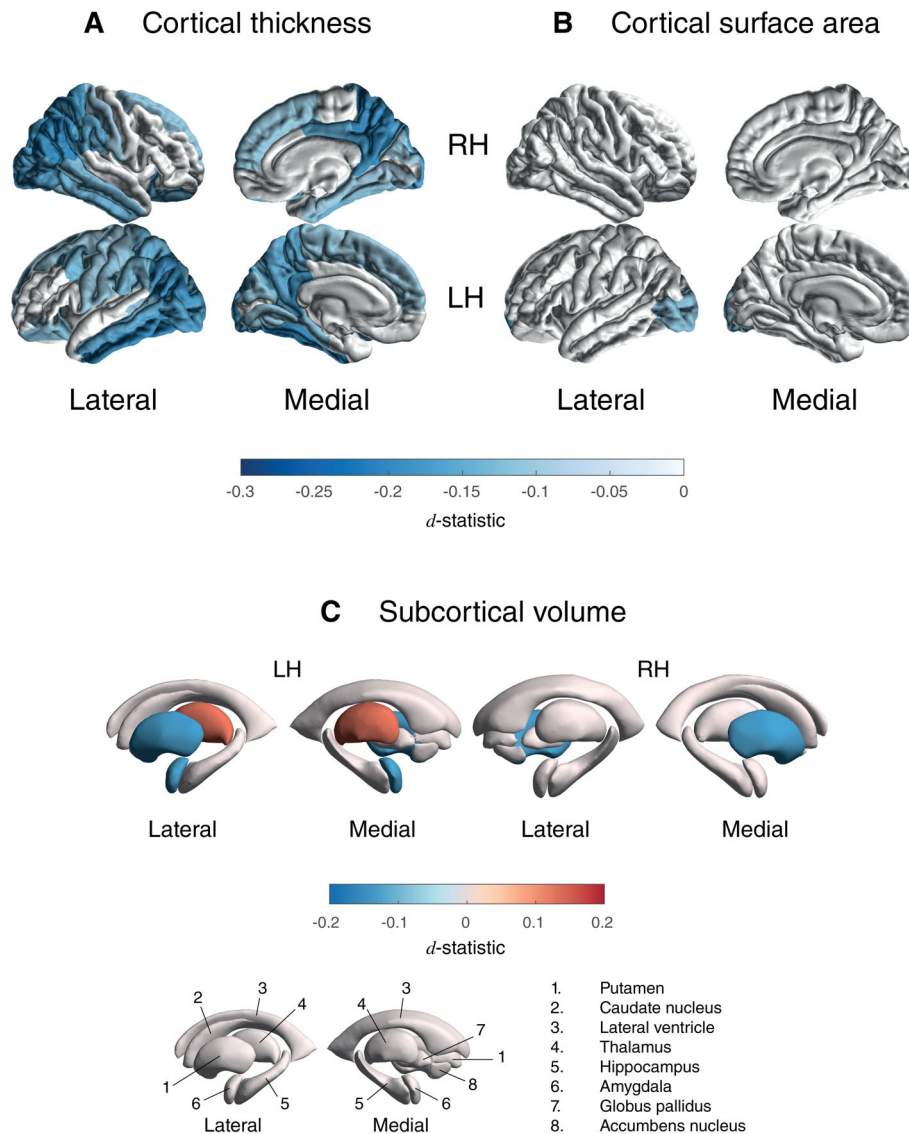 A Cortical thickness
B Cortical surface area
RH
LH
Lateral
Medial
Lateral
Medial
-0.3 -0.25 -0.2 -0.15 -0.1 -0.05 0
d-statistic
C Subcortical volume
LH
RH
Lateral
Medial
Lateral
Medial
-0.2 -0.1 0 0.1 0.2
d-statistic
2
3
4
1
6
5
Lateral
3
4
7
1
8
5
6
Medial
1. Putamen
2. Caudate nucleus
3. Lateral ventricle
4. Thalamus
5. Hippocampus
6. Amygdala
7. Globus pallidus
8. Accumbens nucleus